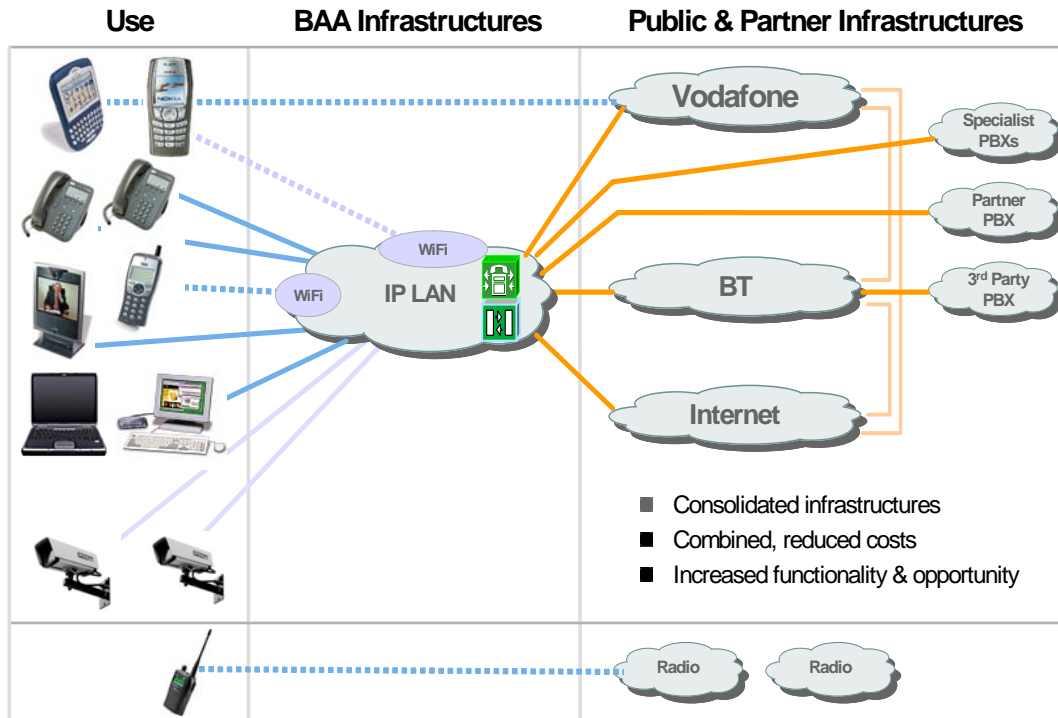 Use
BAA Infrastructures
Public & Partner Infrastructures
NOKIA
Vodafone
Specialist
PBXs
Partner
PBX
WiFi
WiFi
IP LAN
BT
3rd Party
PBX
Internet
Consolidated infrastructures
Combined, reduced costs
Increased functionality & opportunity
Radio
Radio